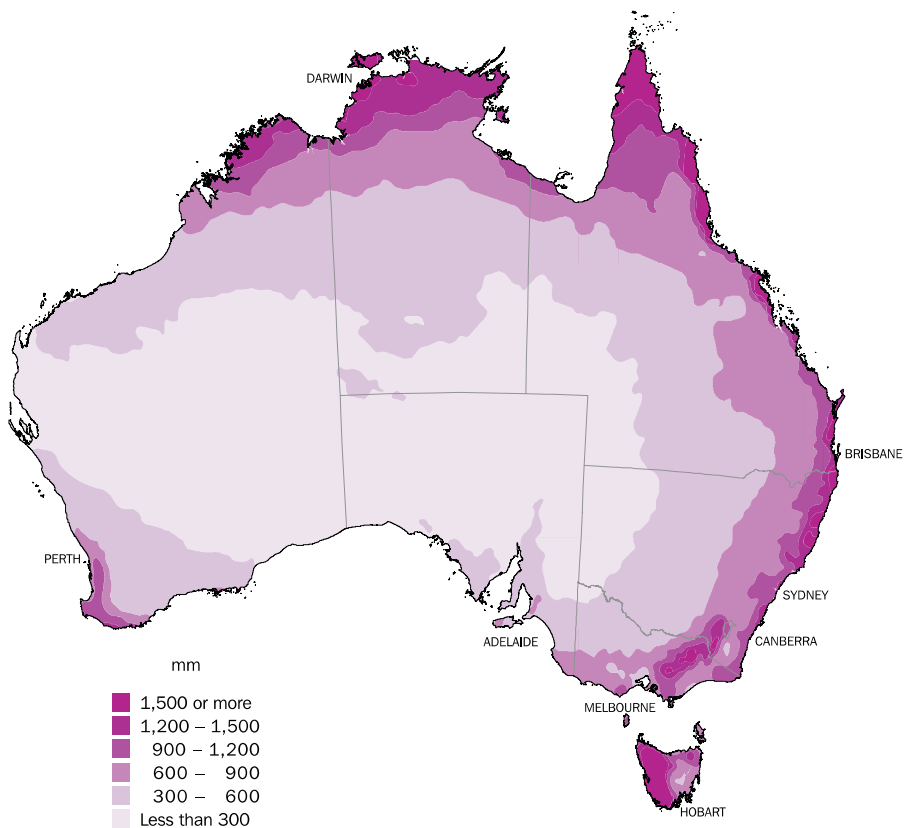 DARWIN
BRISBANE
PERTH
SYDNEY
ADELAIDE
CANBERRA
MELBOURNE
HOBART
mm
1,500 or more
1,200 – 1,500
900 – 1,200
600 – 900
300 – 600
Less than 300